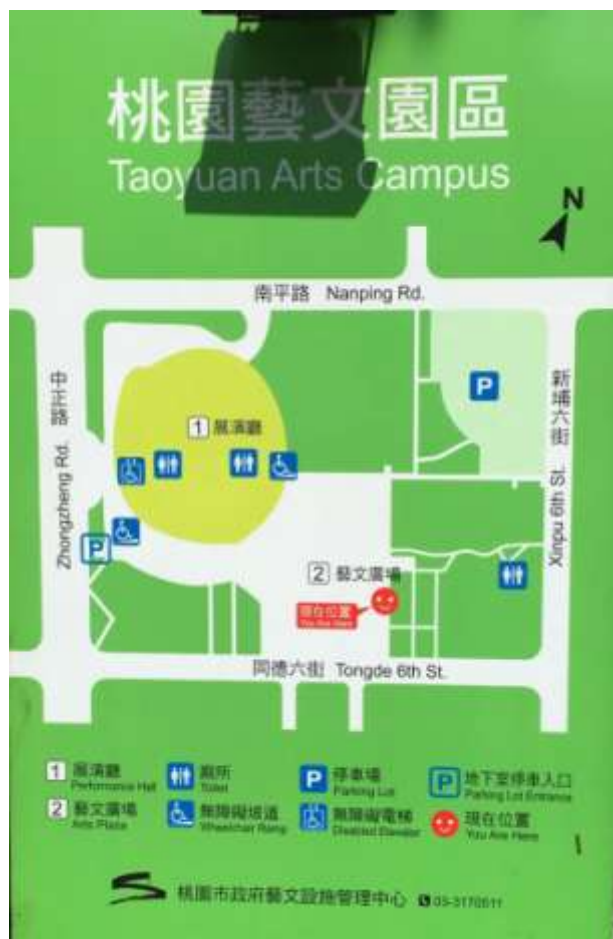 桃園藝文園區
Taoyuan Arts Campus
N
南平路 Nanping Rd.
中正路 Zhongzheng Rd.
新埔六街 Xinpu 6th St.
P
1 展演廳
P
2 藝文廣場
現在位置
You Are Here
同德六街 Tongde 6th St.
1 展演廳 Performance Hall
廁所 Toilet
P 停車場 Parking Lot
P 地下室停車入口 Parking Lot Entrance
2 藝文廣場 Arts Plaza
無障礙坡道 Wheelchair Ramp
無障礙電梯 Disabled Elevator
現在位置 You Are Here
桃園市政府藝文設施管理中心 03-3170511